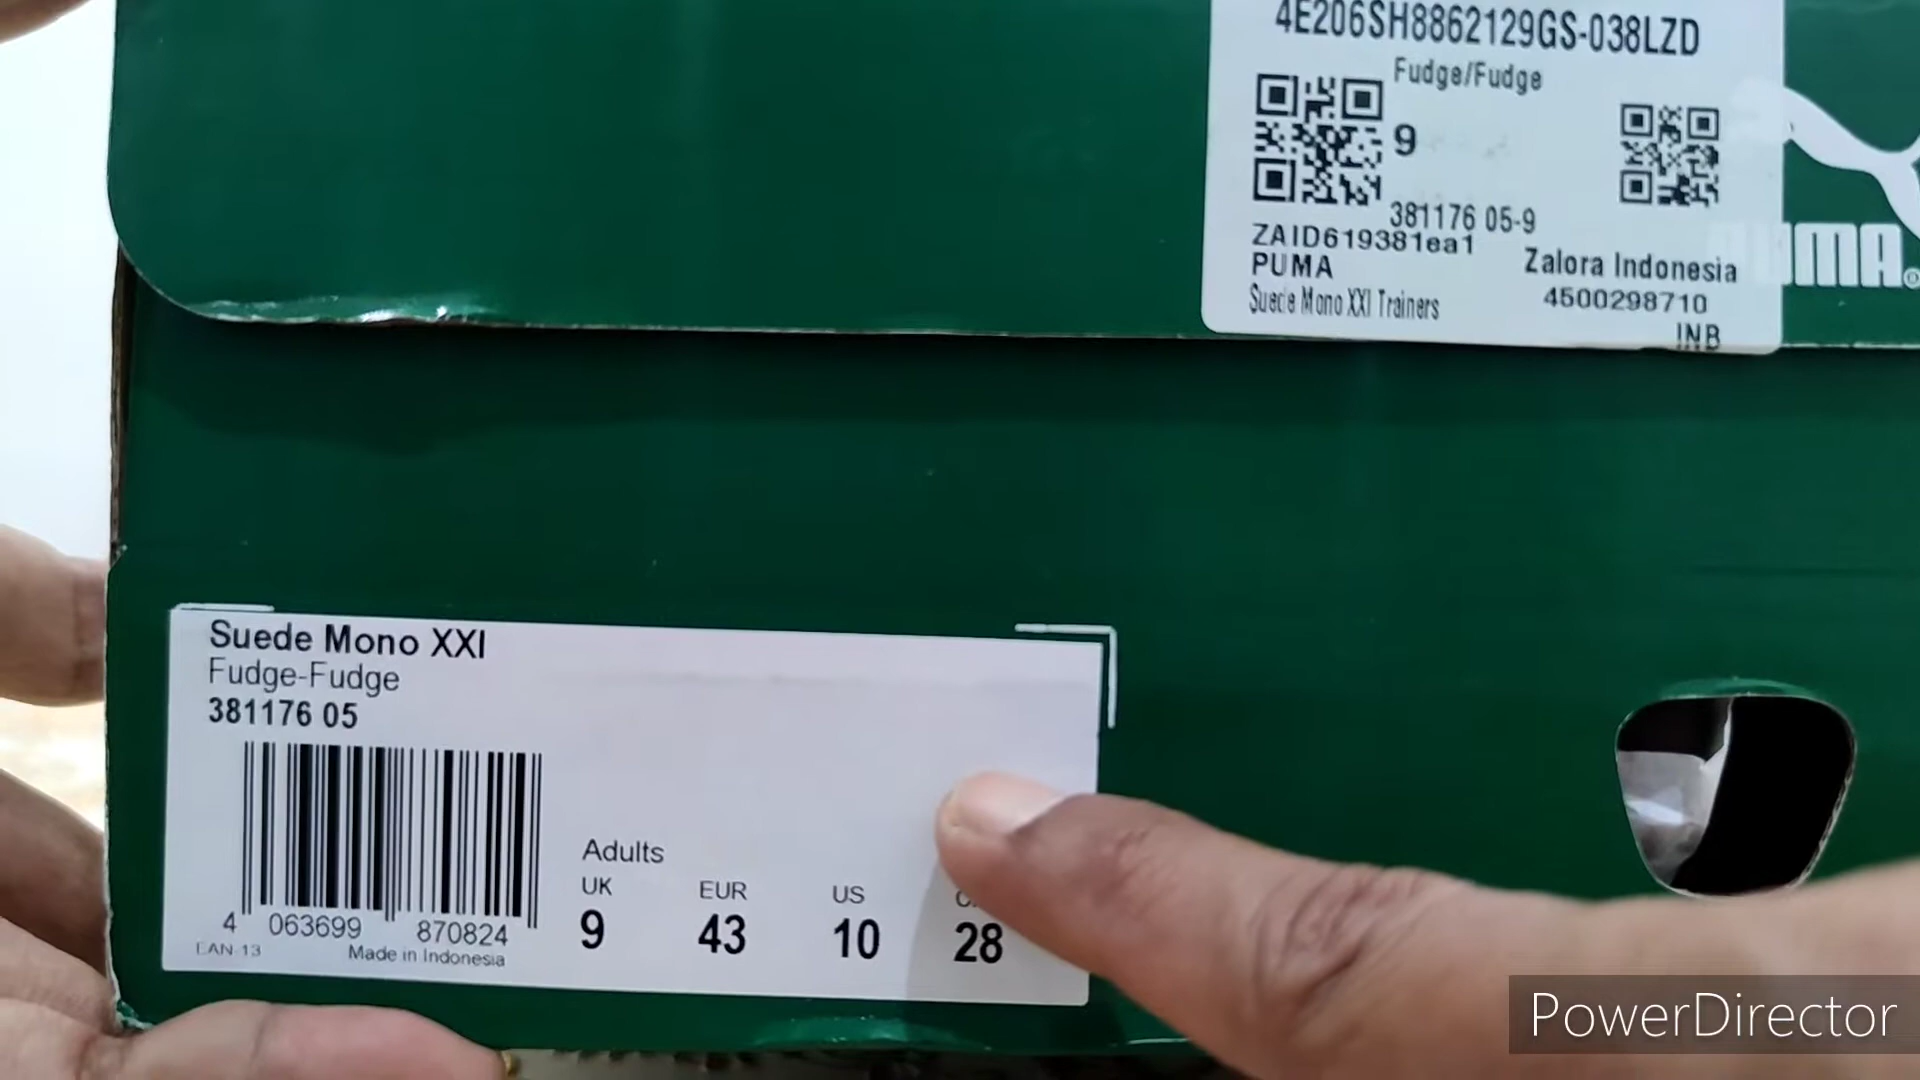 4E206SH8862129GS-038LZD
Fudge/Fudge
9
381176 05-9
ZAID619381ea1
PUMA
Suede Mono XXI Trainers
Zalora Indonesia
4500298710
INB
Suede Mono XXI
Fudge-Fudge
381176 05
4 063699 870824
EAN-13
Made in Indonesia
Adults
UK EUR US
9 43 10 28
PowerDirector